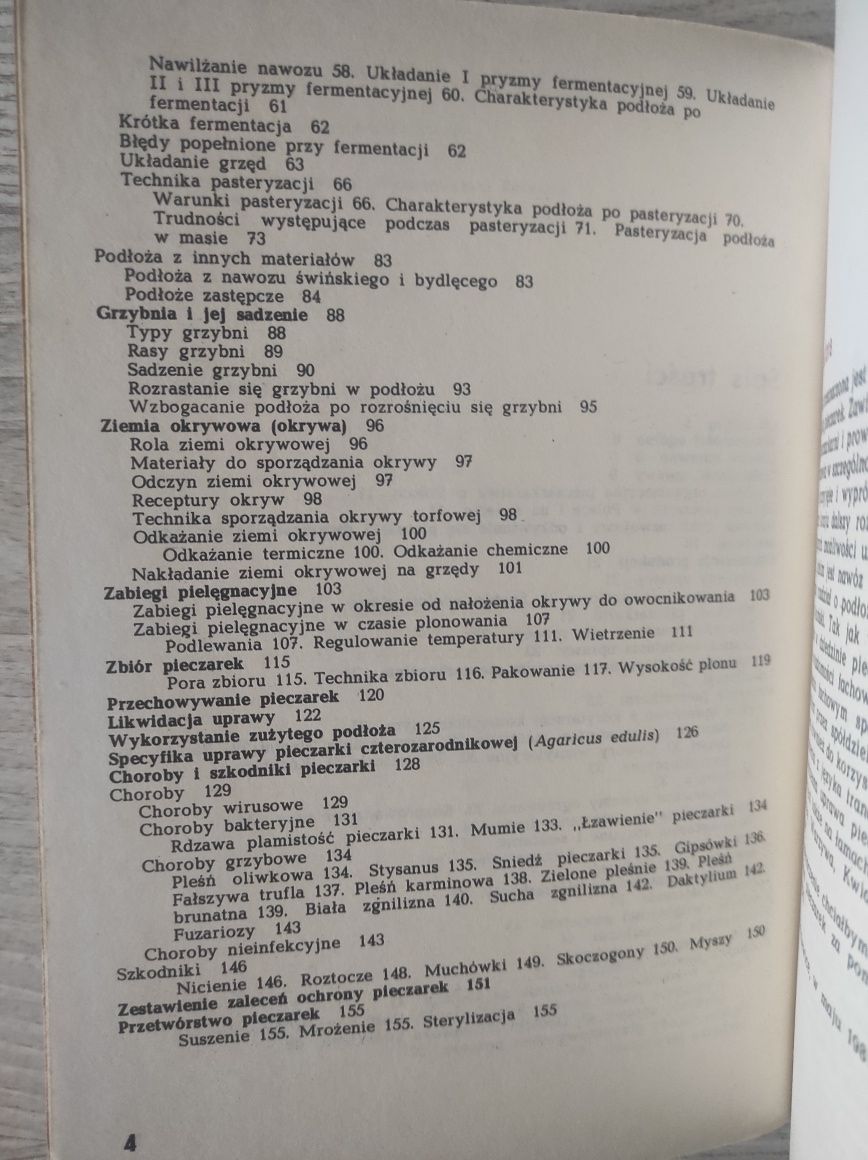 Nawilżanie nawozu 58. Układanie I pryzmy fermentacyjnej 59. Układanie
II i III pryzmy fermentacyjnej 60. Charakterystyka podłoża po
fermentacji 61
Krótka fermentacja 62
Błędy popełnione przy fermentacji 62
Układanie grzęd 63
Technika pasteryzacji 66
Warunki pasteryzacji 66. Charakterystyka podłoża po pasteryzacji 70.
Trudności występujące podczas pasteryzacji 71. Pasteryzacja podłoża
w masie 73
Podłoża z innych materiałów 83
Podłoża z nawozu świńskiego i bydlęcego 83
Podłoże zastępcze 84
Grzybnia i jej sadzenie 88
Typy grzybni 88
Rasy grzybni 89
Sadzenie grzybni 90
Rozrastanie się grzybni w podłożu 93
Wzbogacanie podłoża po rozrośnięciu się grzybni 95
Ziemia okrywowa (okrywa) 96
Rola ziemi okrywowej 96
Materiały do sporządzania okrywy 97
Odczyn ziemi okrywowej 97
Receptury okryw 98
Technika sporządzania okrywy torfowej 98
Odkażanie ziemi okrywowej 100
Odkażanie termiczne 100. Odkażanie chemiczne 100
Nakładanie ziemi okrywowej na grzędy 101
Zabiegi pielęgnacyjne 103
Zabiegi pielęgnacyjne w okresie od nałożenia okrywy do owocnikowania 103
Zabiegi pielęgnacyjne w czasie plonowania 107
Podlewania 107. Regulowanie temperatury 111. Wietrzenie 111
Zbiór pieczarek 115
Pora zbioru 115. Technika zbioru 116. Pakowanie 117. Wysokość plonu 119
Przechowywanie pieczarek 120
Likwidacja uprawy 122
Wykorzystanie zużytego podłoża 125
Specyfika uprawy pieczarki czterozarodnikowej (Agaricus edulis) 126
Choroby i szkodniki pieczarki 128
Choroby 129
Choroby wirusowe 129
Choroby bakteryjne 131
Rdzawa plamistość pieczarki 131. Mumie 133. „Łzawienie" pieczarki 134
Choroby grzybowe 134
Pleśń oliwkowa 134. Stysanus 135. Sniedź pieczarki 135. Gipsówki 136.
Fałszywa trufla 137. Pleśń karminowa 138. Zielone pleśnie 139. Pleśń
brunatna 139. Biała zgnilizna 140. Sucha zgnilizna 142. Daktylium 142.
Fuzariozy 143
Choroby nieinfekcyjne 143
Szkodniki 146
Nicienie 146. Roztocze 148. Muchówki 149. Skoczogony 150. Myszy 150
Zestawienie zaleceń ochrony pieczarek 151
Przetwórstwo pieczarek 155
Suszenie 155. Mrożenie 155. Sterylizacja 155
4